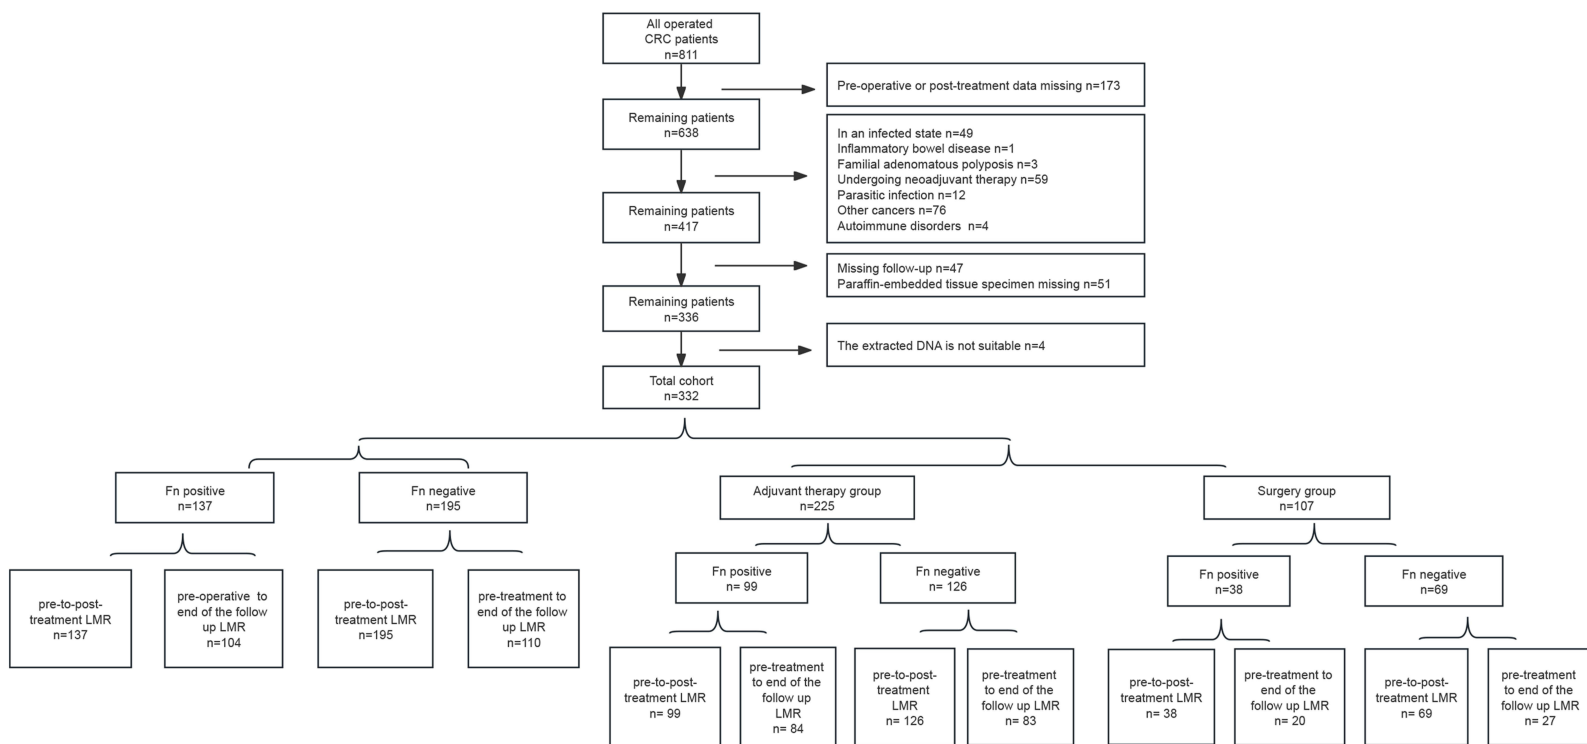 All operated
CRC patients
n=811
Pre-operative or post-treatment data missing n=173
Remaining patients
n=638
In an infected state n=49
Inflammatory bowel disease n=1
Familial adenomatous polyposis n=3
Undergoing neoadjuvant therapy n=59
Parasitic infection n=12
Other cancers n=76
Autoimmune disorders n=4
Remaining patients
n=417
Missing follow-up n=47
Paraffin-embedded tissue specimen missing n=51
Remaining patients
n=336
The extracted DNA is not suitable n=4
Total cohort
n=332
Fn positive
n=137
Fn negative
n=195
Adjuvant therapy group
n=225
Surgery group
n=107
pre-to-post-
treatment LMR
n=137
pre-operative to
end of the follow
up LMR
n=104
pre-to-post-
treatment LMR
n=195
pre-treatment to
end of the follow
up LMR
n=110
Fn positive
n= 99
Fn negative
n= 126
Fn positive
n=38
Fn negative
n=69
pre-to-post-
treatment LMR
n= 99
pre-treatment
to end of the
follow up
LMR
n= 84
pre-to-post-
treatment
LMR
n= 126
pre-treatment
to end of the
follow up LMR
n= 83
pre-to-post-
treatment LMR
n= 38
pre-treatment to
end of the
follow up LMR
n= 20
pre-to-post-
treatment LMR
n= 69
pre-treatment
to end of the
follow up LMR
n= 27